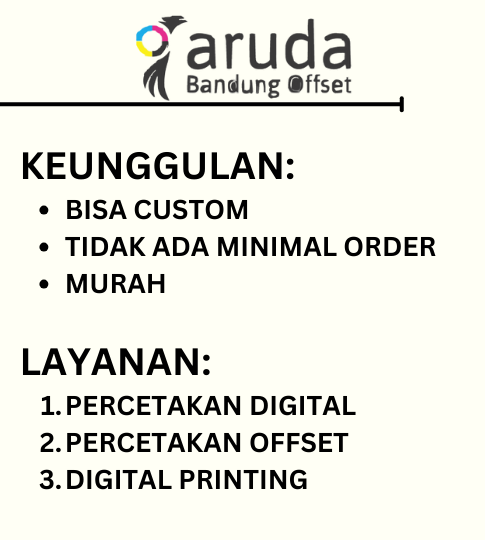 aruda
Bandung Offset
KEUNGGULAN:
• BISA CUSTOM
• TIDAK ADA MINIMAL ORDER
• MURAH
LAYANAN:
1. PERCETAKAN DIGITAL
2. PERCETAKAN OFFSET
3. DIGITAL PRINTING